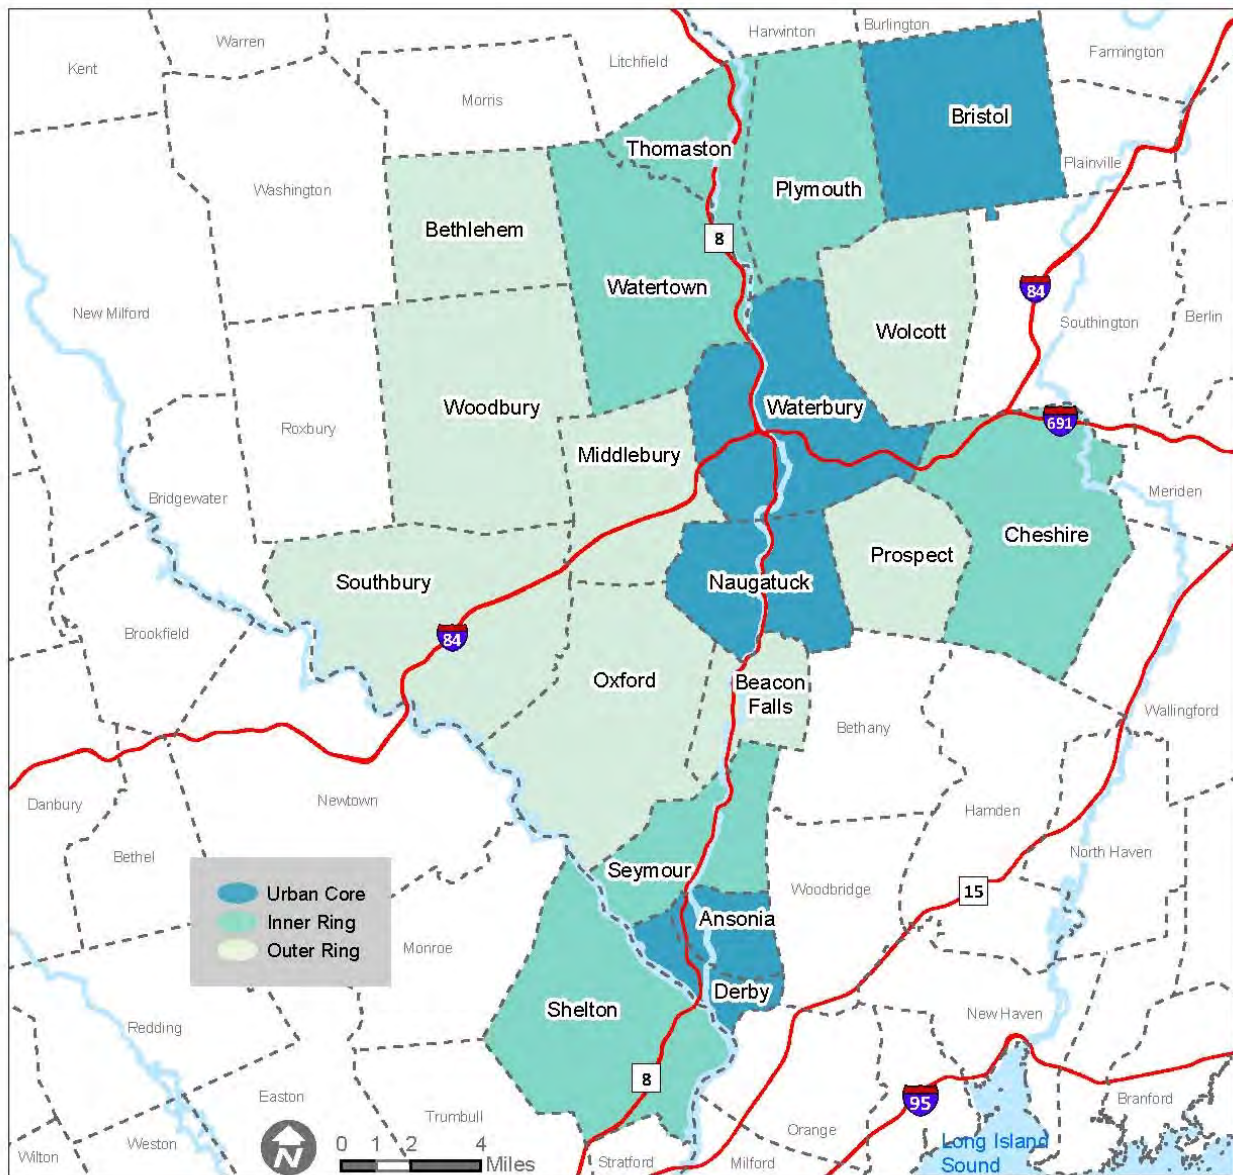 Kent
Warren
Litchfield
Harwinton
Burlington
Farmington
Morris
Bristol
Thomaston
Plainville
Washington
Plymouth
Bethlehem
8
Watertown
84
New Milford
Southington
Berlin
Wolcott
Woodbury
Waterbury
Roxbury
691
Middlebury
Bridgewater
Meriden
Cheshire
Southbury
Naugatuck
Prospect
Brookfield
84
Oxford
Beacon
Falls
Bethany
Wallingford
Danbury
Newtown
Hamden
Bethel
North Haven
Seymour
Woodbridge
15
Urban Core
Inner Ring
Outer Ring
Ansonia
Monroe
Derby
Shelton
New Haven
Redding
8
Easton
Trumbull
95
Branford
Orange
Long Island
Sound
Wilton
Weston
N
0 1 2 4
Miles
Stratford
Milford